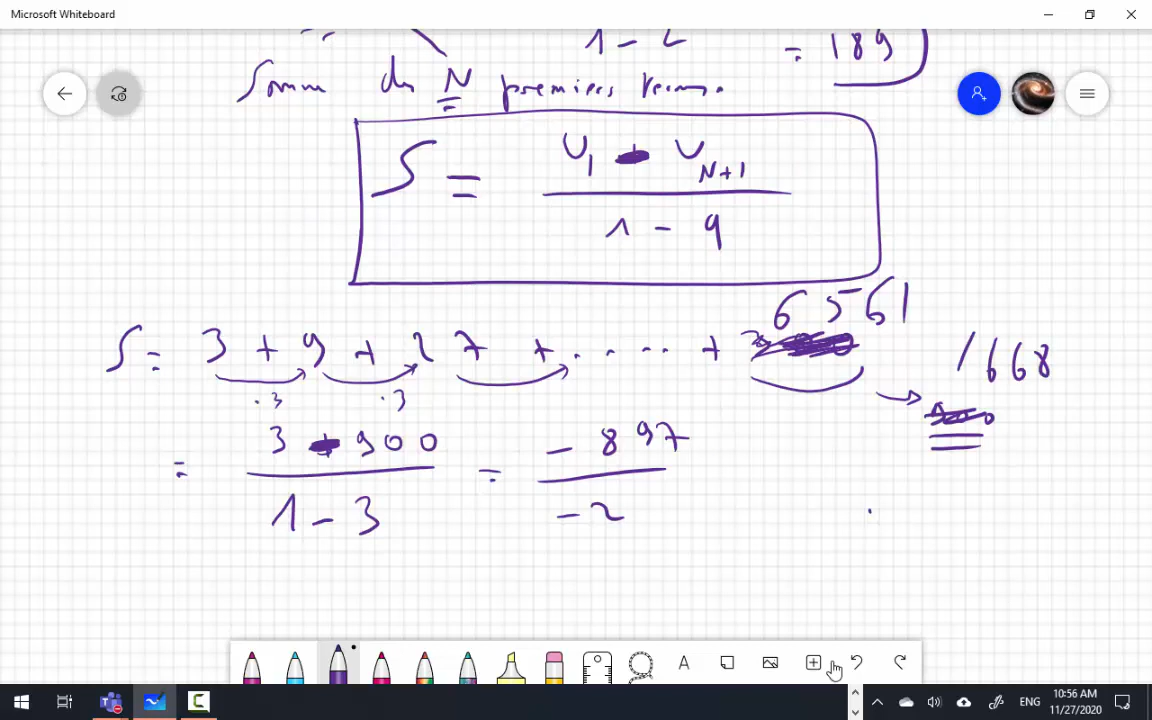 Microsoft Whiteboard
1 - 2 = 189
Somme des N premiers termes.
S = U1 - UN+1
1 - q
6561
S = 3 + 9 + 27 + ..... +
1668
.3 .3
= 3 - 900 = - 897
1 - 3 - 2
A
ENG
10:56 AM
11/27/2020